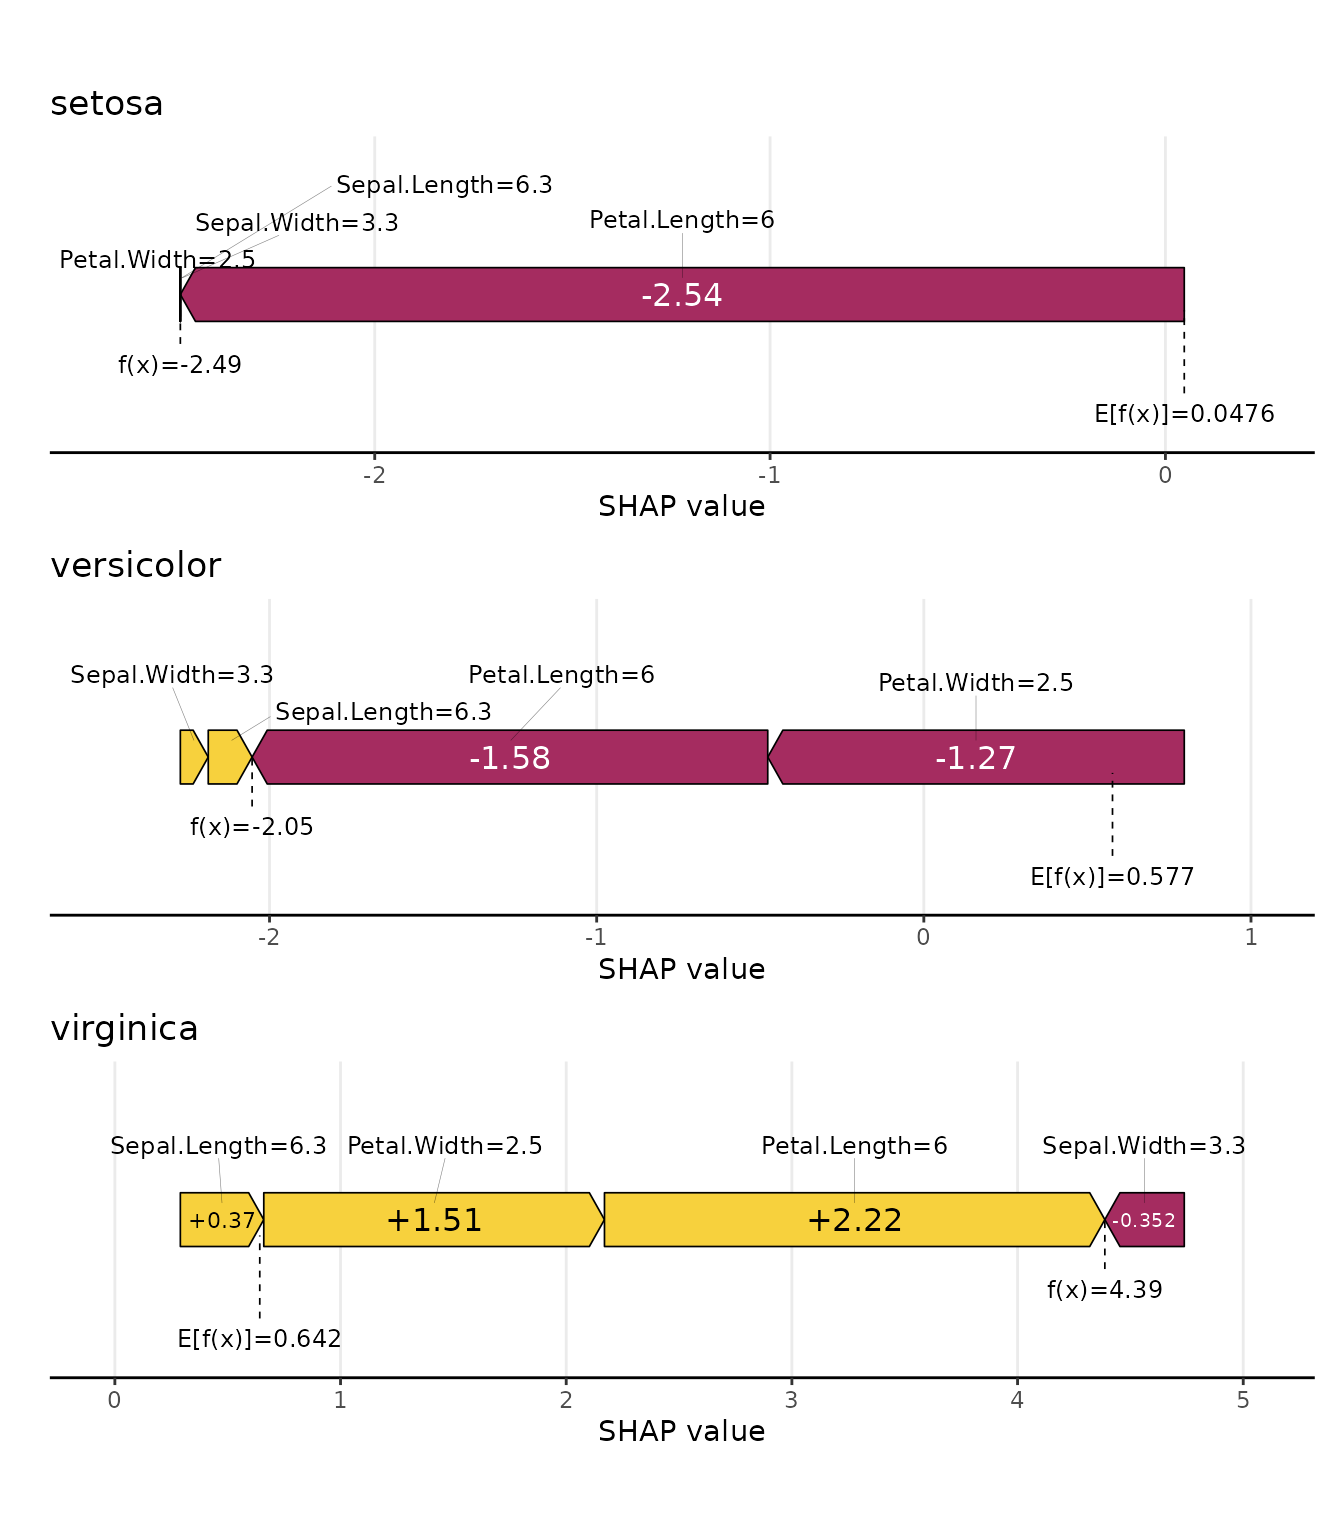 setosa
Sepal.Length=6.3
Sepal.Width=3.3
Petal.Length=6
Petal.Width=2.5
-2.54
f(x)=-2.49
E[f(x)]=0.0476
-2 -1 0
SHAP value
versicolor
Sepal.Width=3.3 Petal.Length=6 Petal.Width=2.5
Sepal.Length=6.3
-1.58 -1.27
f(x)=-2.05
E[f(x)]=0.577
-2 -1 0 1
SHAP value
virginica
Sepal.Length=6.3 Petal.Width=2.5 Petal.Length=6 Sepal.Width=3.3
+0.37 +1.51 +2.22 -0.352
f(x)=4.39
E[f(x)]=0.642
0 1 2 3 4 5
SHAP value